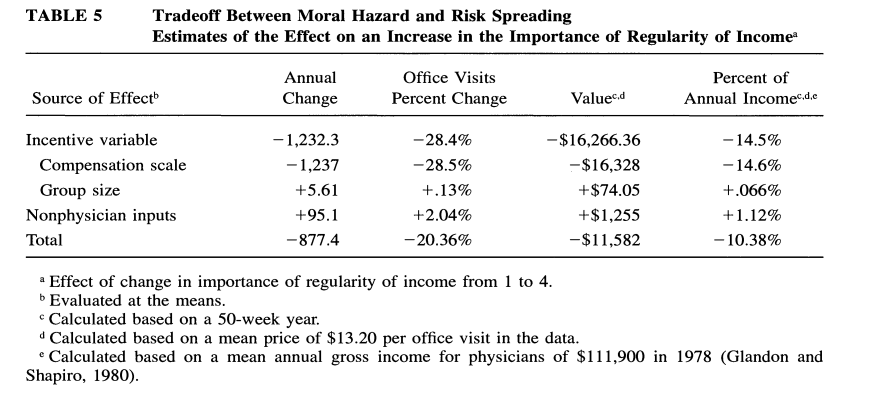 TABLE 5 Tradeoff Between Moral Hazard and Risk Spreading
Estimates of the Effect on an Increase in the Importance of Regularity of Incomeᵃ
Annual Office Visits Percent of
Source of Effectᵇ Change Percent Change Valueᶜ,ᵈ Annual Incomeᶜ,ᵈ,ᵉ
Incentive variable −1,232.3 −28.4% −$16,266.36 −14.5%
Compensation scale −1,237 −28.5% −$16,328 −14.6%
Group size +5.61 +.13% +$74.05 +.066%
Nonphysician inputs +95.1 +2.04% +$1,255 +1.12%
Total −877.4 −20.36% −$11,582 −10.38%
ᵃ Effect of change in importance of regularity of income from 1 to 4.
ᵇ Evaluated at the means.
ᶜ Calculated based on a 50-week year.
ᵈ Calculated based on a mean price of $13.20 per office visit in the data.
ᵉ Calculated based on a mean annual gross income for physicians of $111,900 in 1978 (Glandon and
Shapiro, 1980).